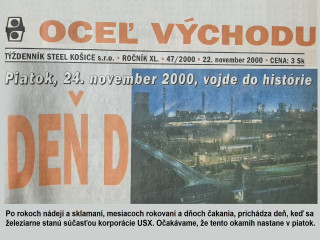 OCEĽ VÝCHODU
TÝŽDENNÍK STEEL KOŠICE s.r.o. • ROČNÍK XL. • 47/2000 • 22. november 2000 • CENA: 3 Sk
Piatok, 24. november 2000, vojde do histórie
DEŇ D
Po rokoch nádejí a sklamani, mesiacoch rokovani a dňoch čakania, prichádza deň, keď sa
železiarne stanú súčasťou korporácie USX. Očakávame, že tento okamih nastane v piatok.